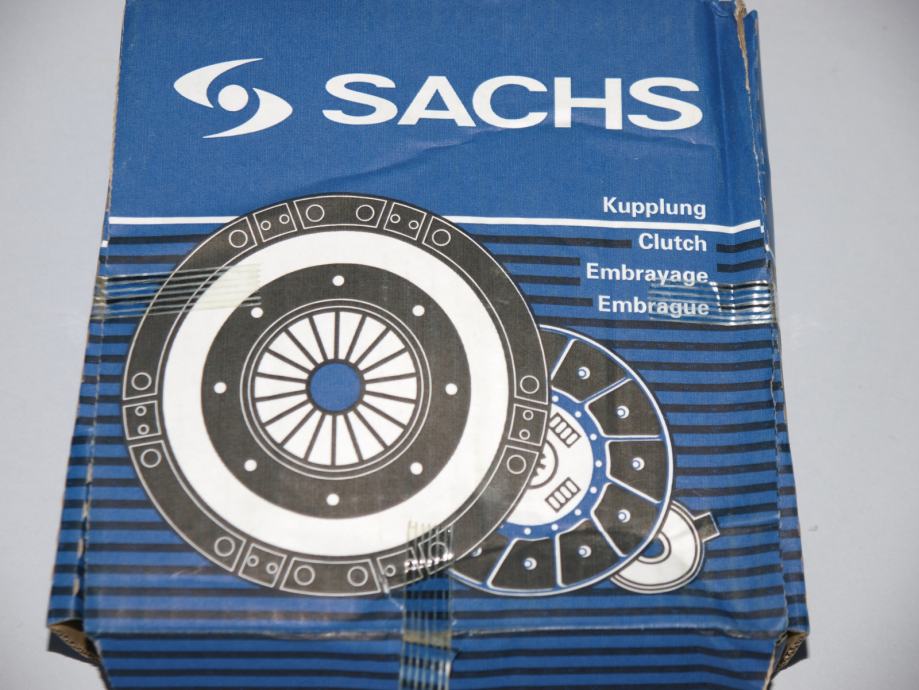 SACHS
Kupplung
Clutch
Embrayage
Embrague